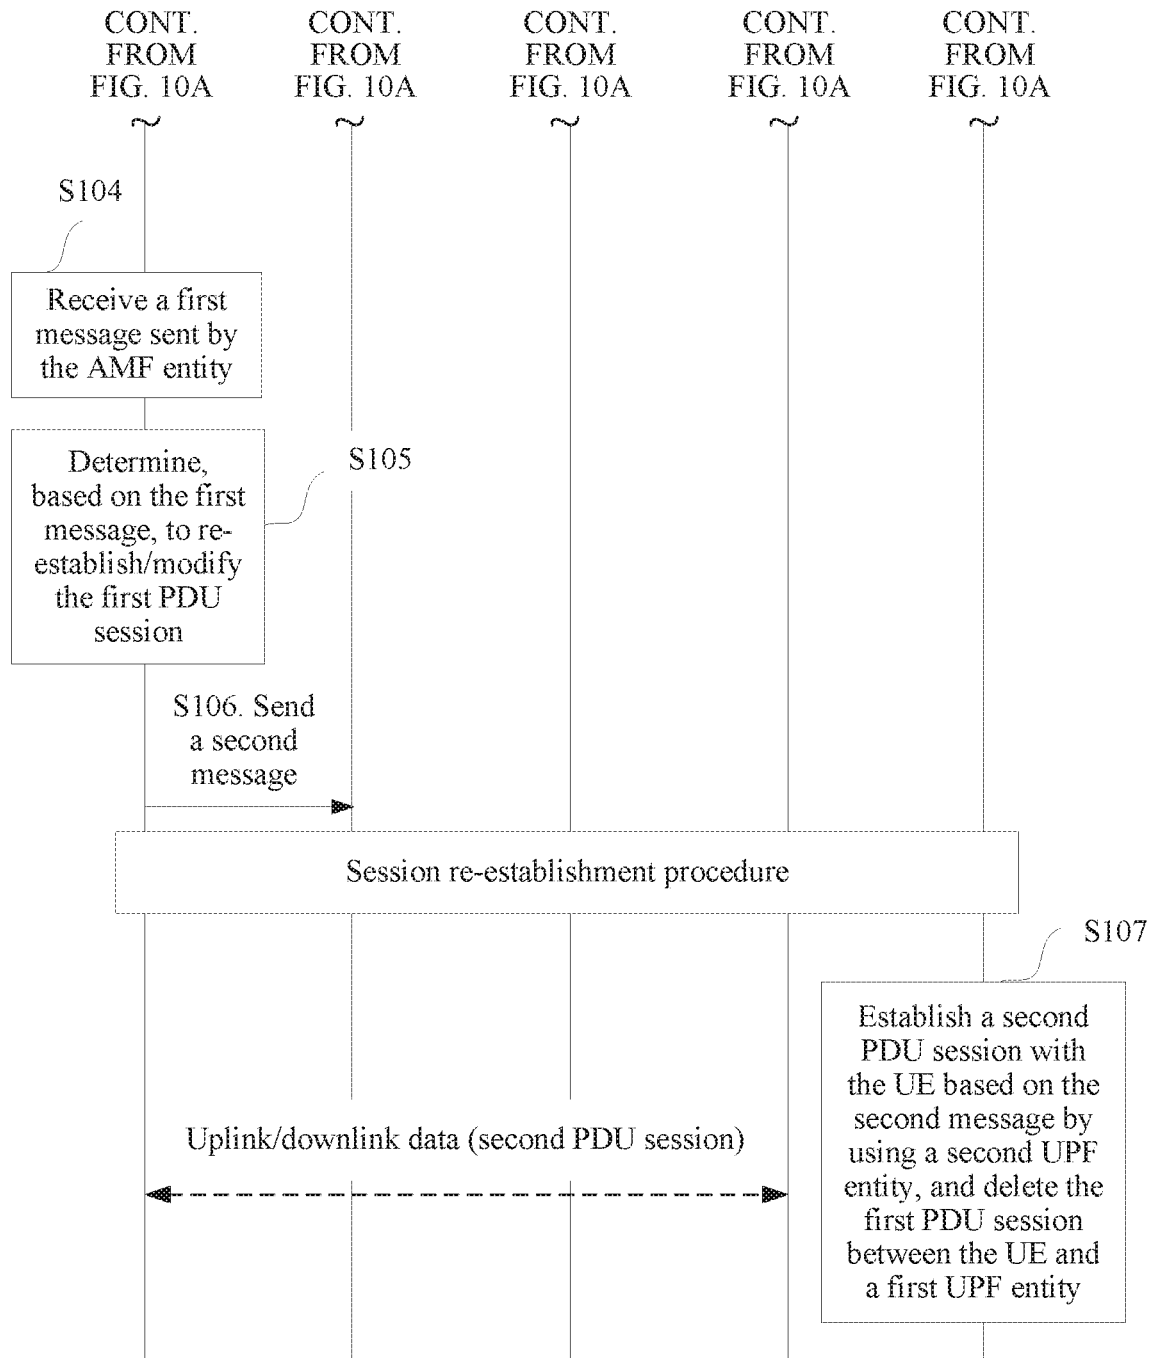 CONT.
FROM
FIG. 10A
CONT.
FROM
FIG. 10A
CONT.
FROM
FIG. 10A
CONT.
FROM
FIG. 10A
CONT.
FROM
FIG. 10A
S104
Receive a first
message sent by
the AMF entity
S105
Determine,
based on the first
message, to re-
establish/modify
the first PDU
session
S106. Send
a second
message
Session re-establishment procedure
S107
Establish a second
PDU session with
the UE based on the
second message by
using a second UPF
entity, and delete the
first PDU session
between the UE and
a first UPF entity
Uplink/downlink data (second PDU session)